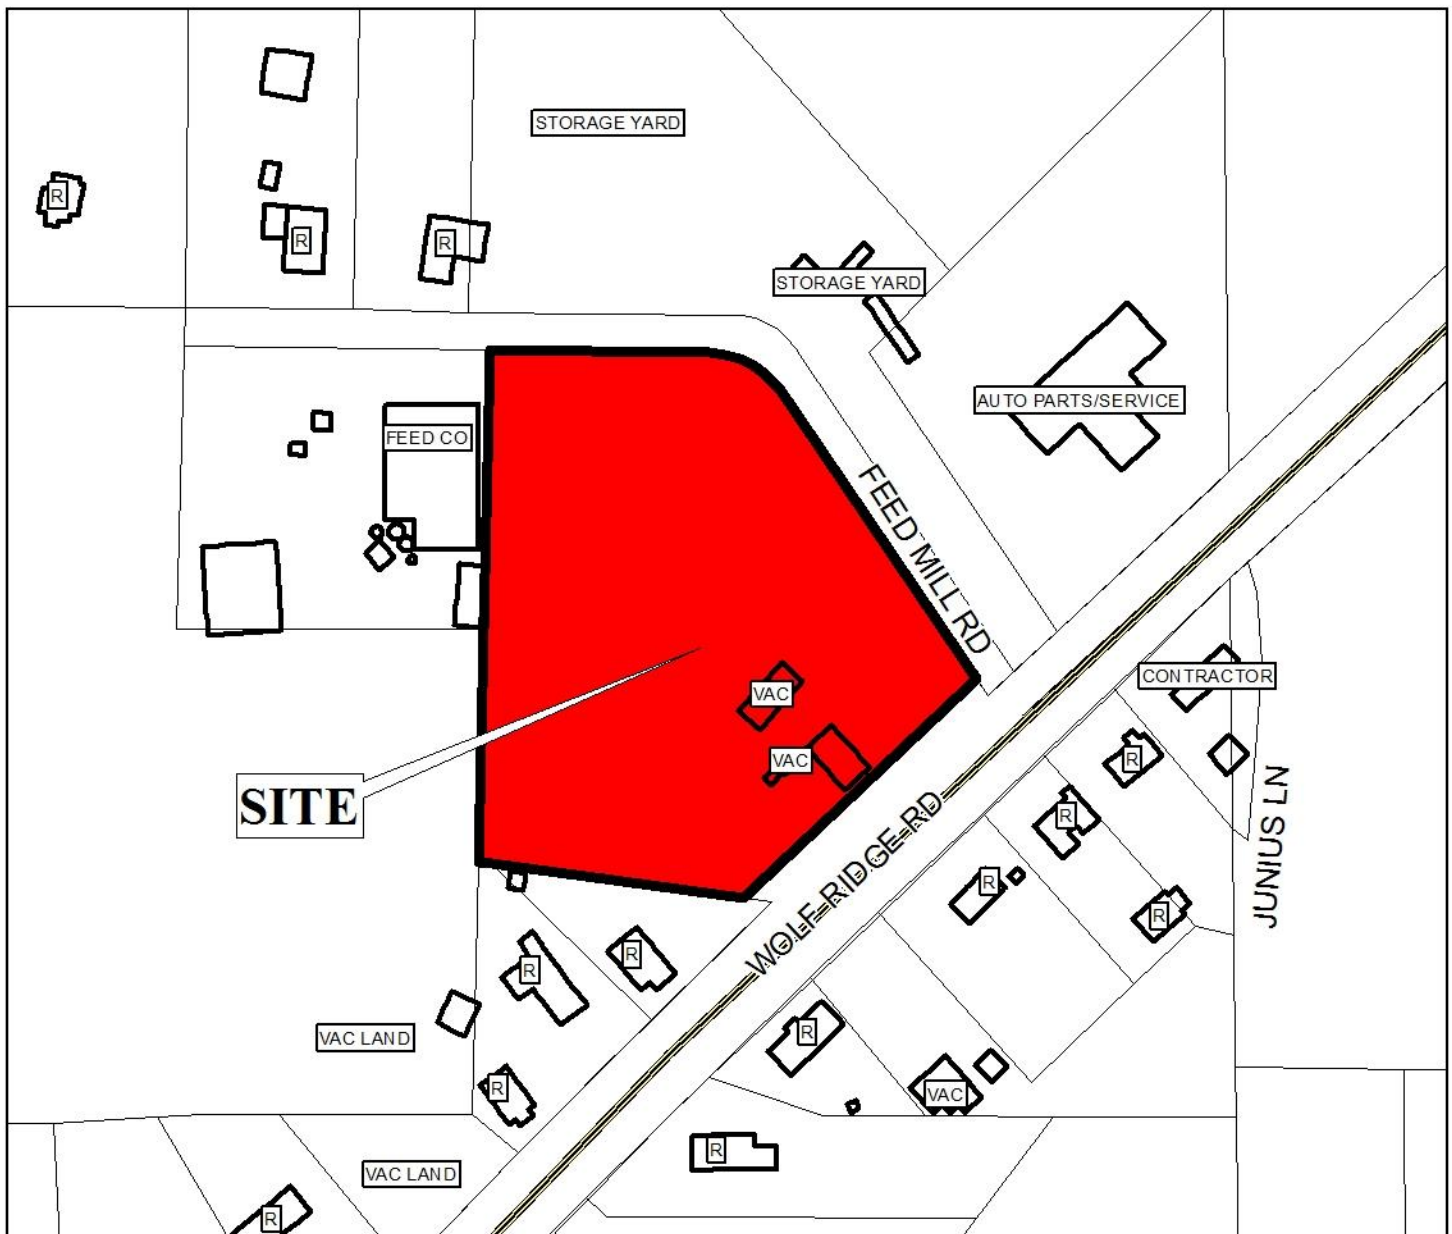 STORAGE YARD
R
R
R
STORAGE YARD
AUTO PARTS/SERVICE
FEED CO
FEED MILL RD
CONTRACTOR
VAC
VAC
R
SITE
R
JUNIUS LN
WOLF RIDGE RD
R
R
R
R
VAC LAND
R
R
VAC
R
VAC LAND
R